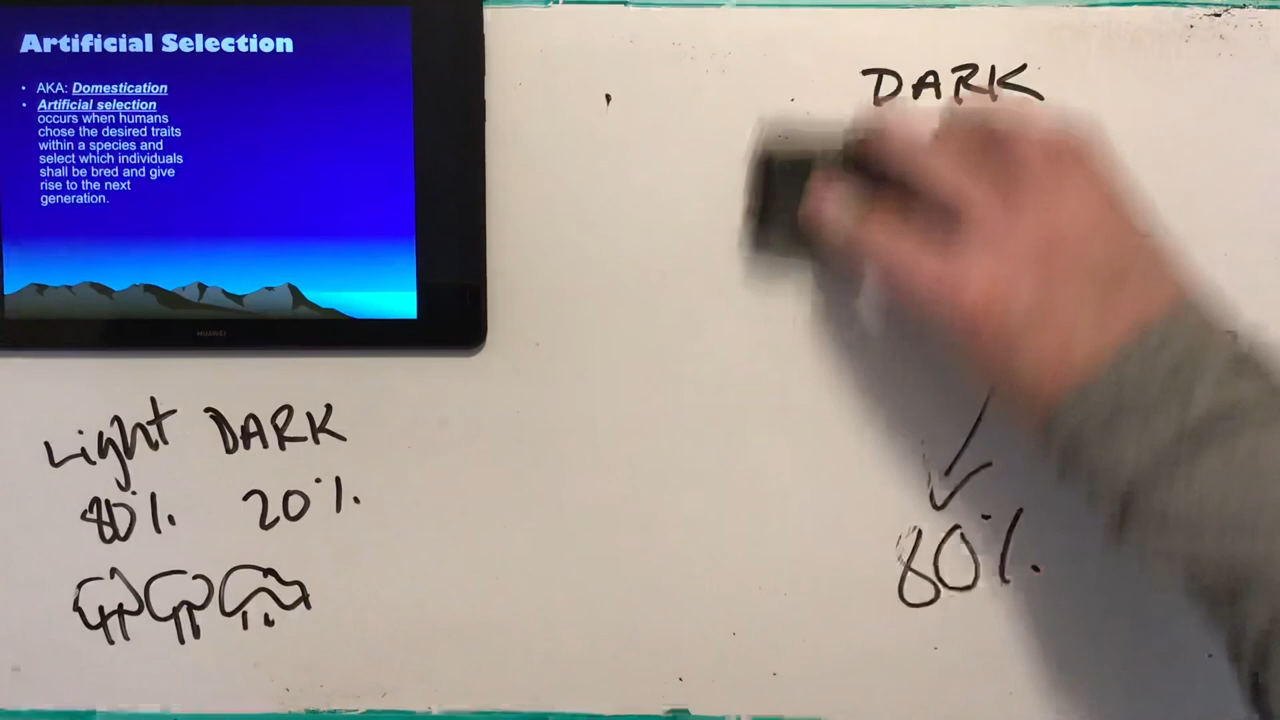 Artificial Selection
• AKA: Domestication
• Artificial selection
occurs when humans
chose the desired traits
within a species and
select which individuals
shall be bred and give
rise to the next
generation.
HUAWEI
DARK
Light DARK
80% 20%
80%